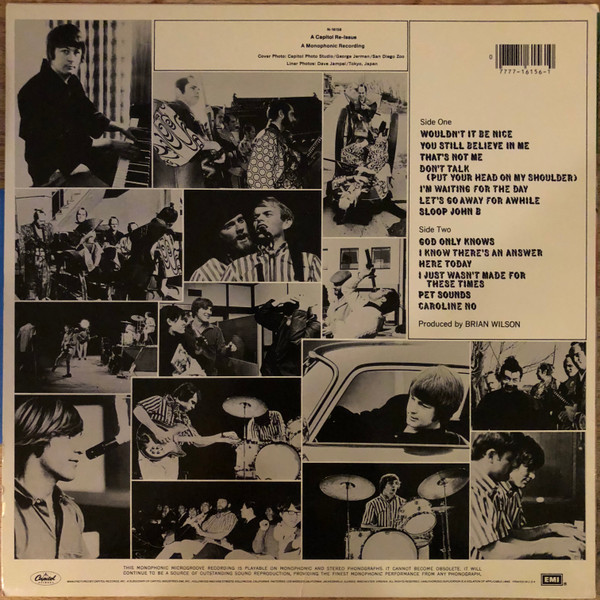 N-16156
A Capitol Re-Issue
A Monophonic Recording
Cover Photo: Capitol Photo Studio/George Jerman/San Diego Zoo
Liner Photos: Dave Jampel/Tokyo, Japan
0
7777-16156-1
Side One
WOULDN'T IT BE NICE
YOU STILL BELIEVE IN ME
THAT'S NOT ME
DON'T TALK
(PUT YOUR HEAD ON MY SHOULDER)
I'M WAITING FOR THE DAY
LET'S GO AWAY FOR AWHILE
SLOOP JOHN B
Side Two
GOD ONLY KNOWS
I KNOW THERE'S AN ANSWER
HERE TODAY
I JUST WASN'T MADE FOR
THESE TIMES
PET SOUNDS
CAROLINE NO
Produced by BRIAN WILSON
THIS MONOPHONIC MICROGROOVE RECORDING IS PLAYABLE ON MONOPHONIC AND STEREO PHONOGRAPHS. IT CANNOT BECOME OBSOLETE. IT WILL
CONTINUE TO BE A SOURCE OF OUTSTANDING SOUND REPRODUCTION, PROVIDING THE FINEST MONOPHONIC PERFORMANCE FROM ANY PHONOGRAPH.
Capitol
EMI